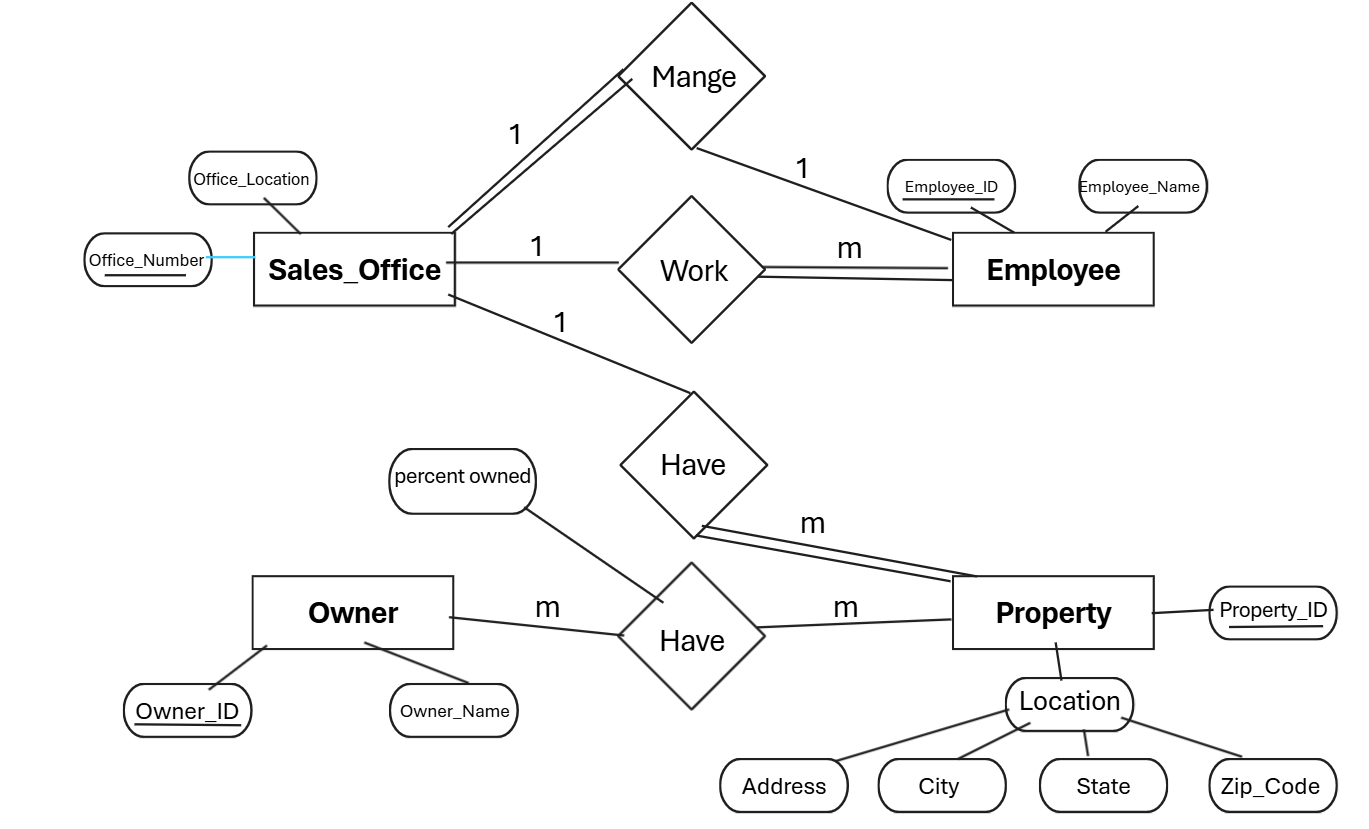 Mange
1
1
Office_Location
Employee_ID
Employee_Name
Office_Number
Sales_Office
1
Work
m
Employee
1
Have
percent owned
m
Owner
m
Have
m
Property
Property_ID
Owner_ID
Owner_Name
Location
Address
City
State
Zip_Code